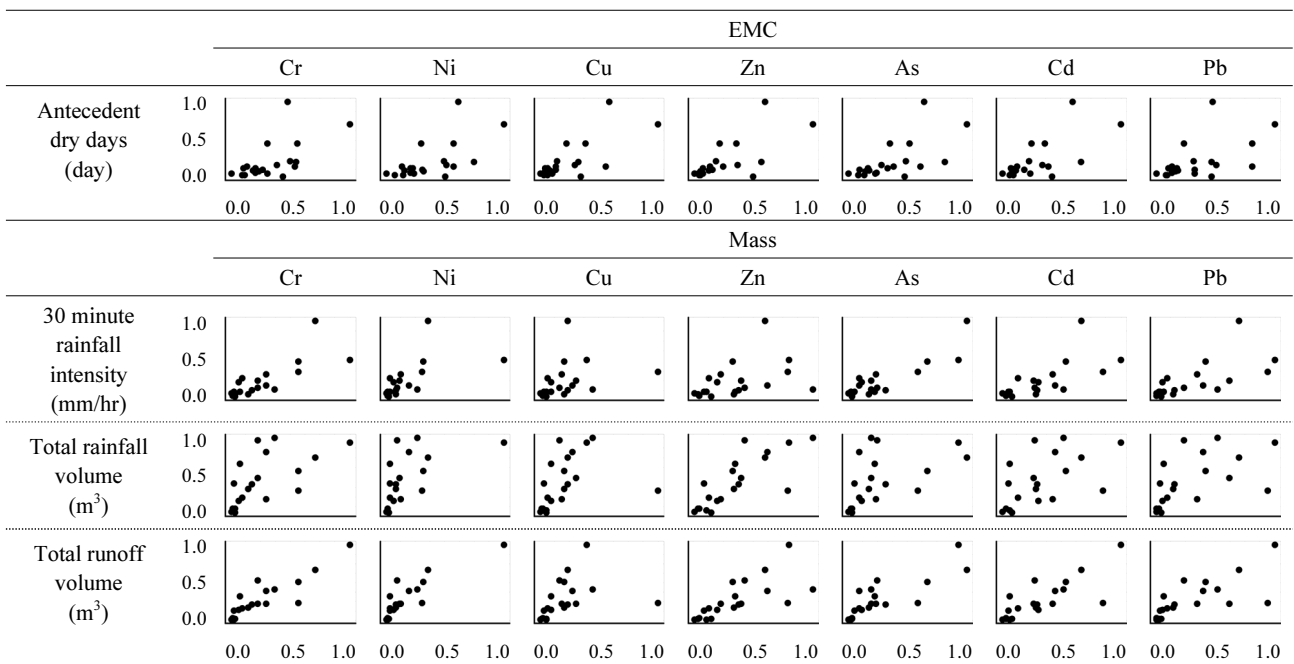 EMC
Cr Ni Cu Zn As Cd Pb
Antecedent
dry days
(day)
1.0
0.5
0.0
0.0 0.5 1.0 0.0 0.5 1.0 0.0 0.5 1.0 0.0 0.5 1.0 0.0 0.5 1.0 0.0 0.5 1.0 0.0 0.5 1.0
Mass
Cr Ni Cu Zn As Cd Pb
30 minute
rainfall
intensity
(mm/hr)
1.0
0.5
0.0
Total rainfall
volume
(m³)
1.0
0.5
0.0
Total runoff
volume
(m³)
1.0
0.5
0.0
0.0 0.5 1.0 0.0 0.5 1.0 0.0 0.5 1.0 0.0 0.5 1.0 0.0 0.5 1.0 0.0 0.5 1.0 0.0 0.5 1.0